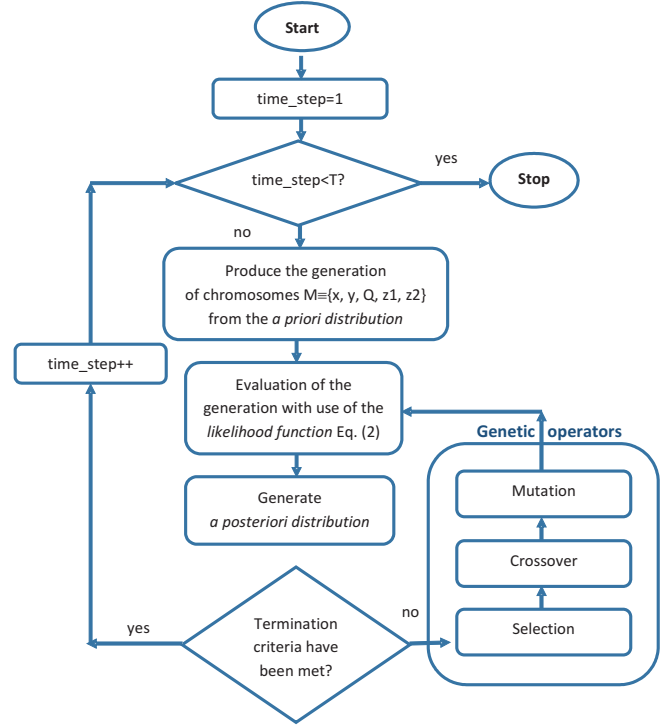 Start
time_step=1
time_step<T?
yes
Stop
no
Produce the generation
of chromosomes M≡{x, y, Q, z1, z2}
from the a priori distribution
time_step++
Evaluation of the
generation with use of the
likelihood function Eq. (2)
Genetic operators
Generate
a posteriori distribution
Mutation
Crossover
Selection
Termination
criteria have
been met?
yes
no